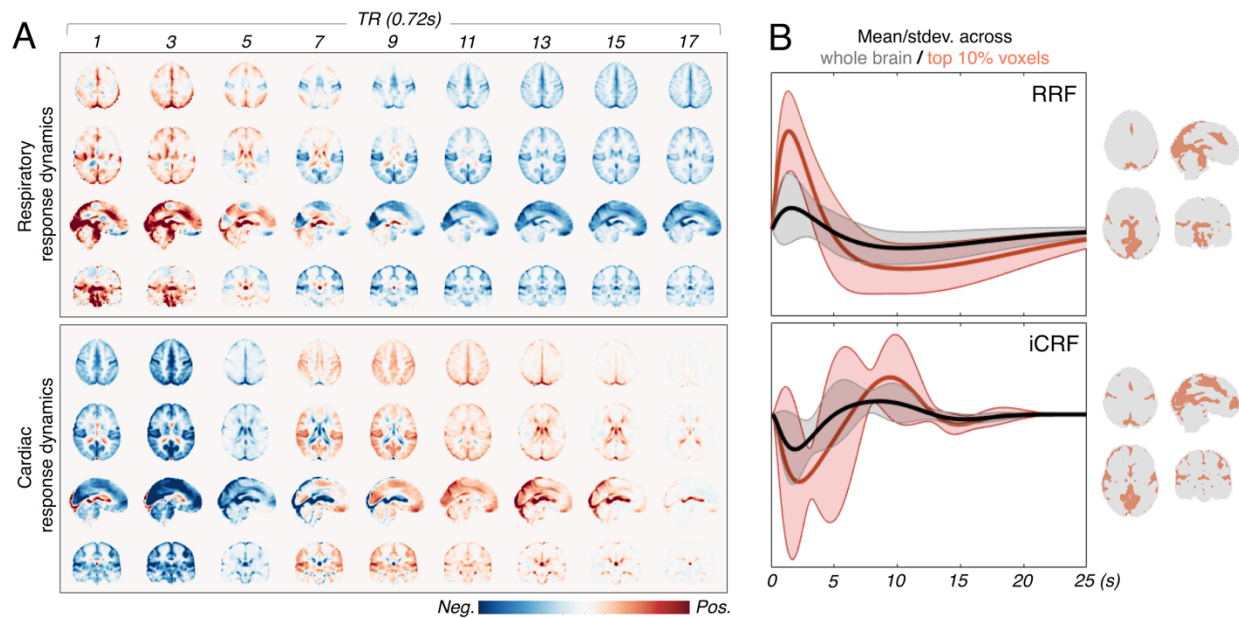 A
TR (0.72s)
1 3 5 7 9 11 13 15 17
Respiratory
response dynamics
Cardiac
response dynamics
Neg. Pos.
B
Mean/stdev. across
whole brain / top 10% voxels
RRF
iCRF
0 5 10 15 20 25 (s)